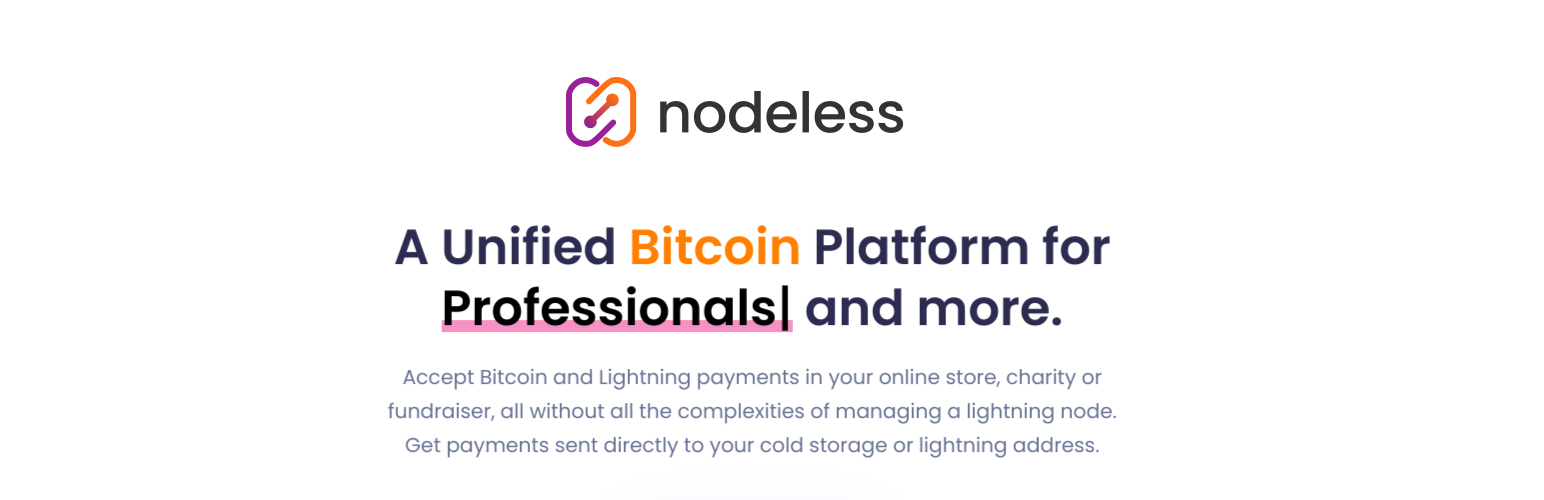 nodeless
A Unified Bitcoin Platform for
Professionals| and more.
Accept Bitcoin and Lightning payments in your online store, charity or
fundraiser, all without all the complexities of managing a lightning node.
Get payments sent directly to your cold storage or lightning address.